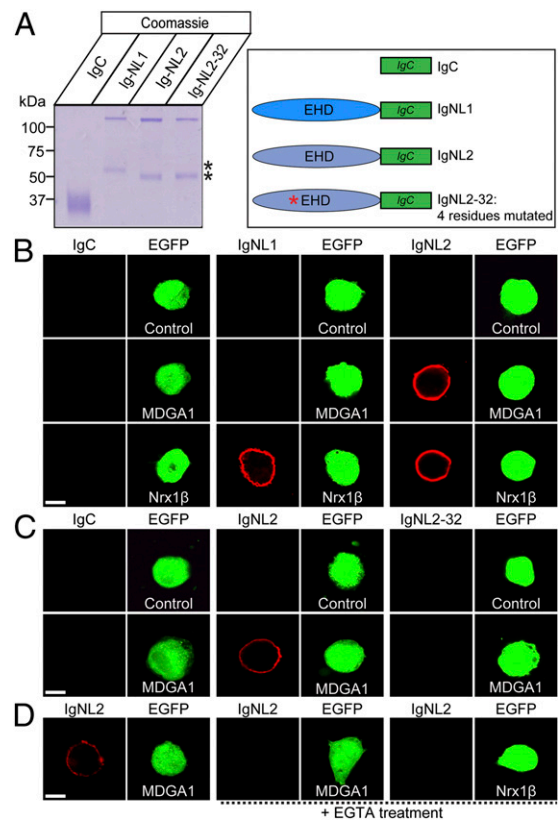 A
Coomassie
IgC
Ig-NL1
Ig-NL2
Ig-NL2-32
kDa
100
75
50
37
*
*
IgC IgC
EHD IgC IgNL1
EHD IgC IgNL2
*EHD IgC IgNL2-32:
4 residues mutated
B
IgC EGFP IgNL1 EGFP IgNL2 EGFP
Control Control Control
MDGA1 MDGA1 MDGA1
Nrx1β Nrx1β Nrx1β
C
IgC EGFP IgNL2 EGFP IgNL2-32 EGFP
Control Control Control
MDGA1 MDGA1 MDGA1
D
IgNL2 EGFP IgNL2 EGFP IgNL2 EGFP
MDGA1 MDGA1 Nrx1β
+ EGTA treatment